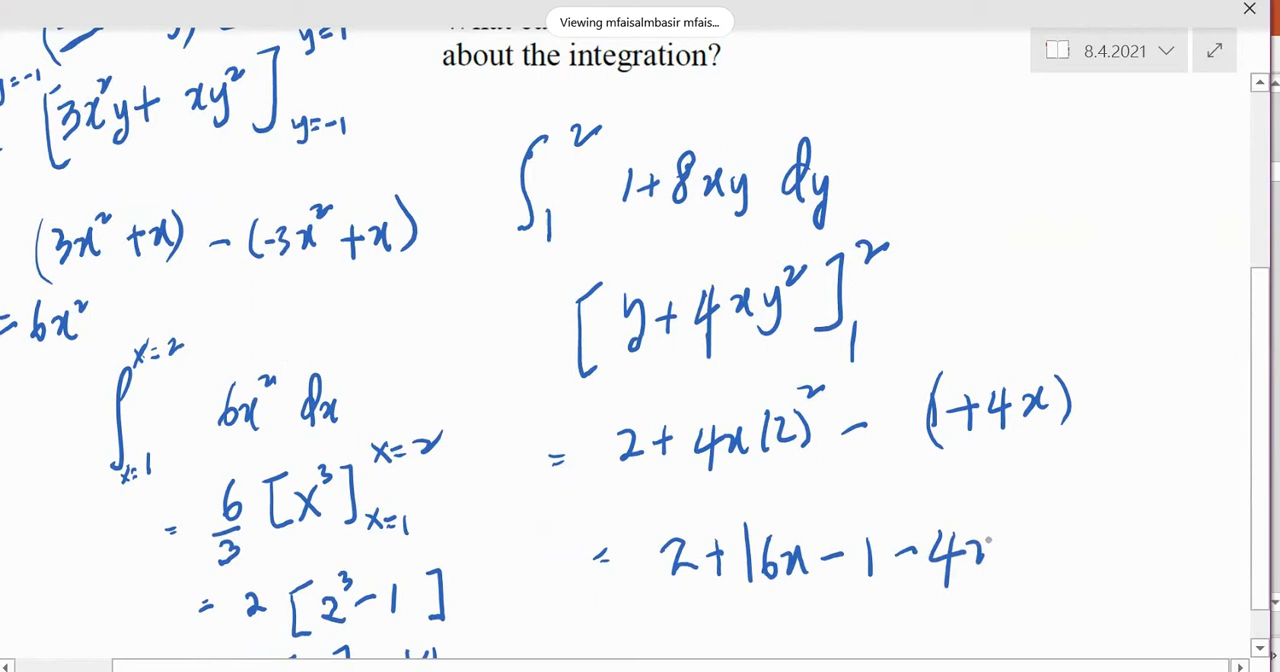 Viewing mfaisalmbasir mfais...
about the integration?
8.4.2021
y=1
y=-1
[3x²y + xy²]
y=-1
(3x² + x) - (-3x² + x)
= 6x²
x=2
∫ 6x² dx
x=1
= 6/3 [x³]
x=2
x=1
= 2 [2³ - 1]
∫₁² 1 + 8xy dy
[y + 4xy²]₁²
= 2 + 4x(2)² - (1 + 4x)
= 2 + 16x - 1 - 4x